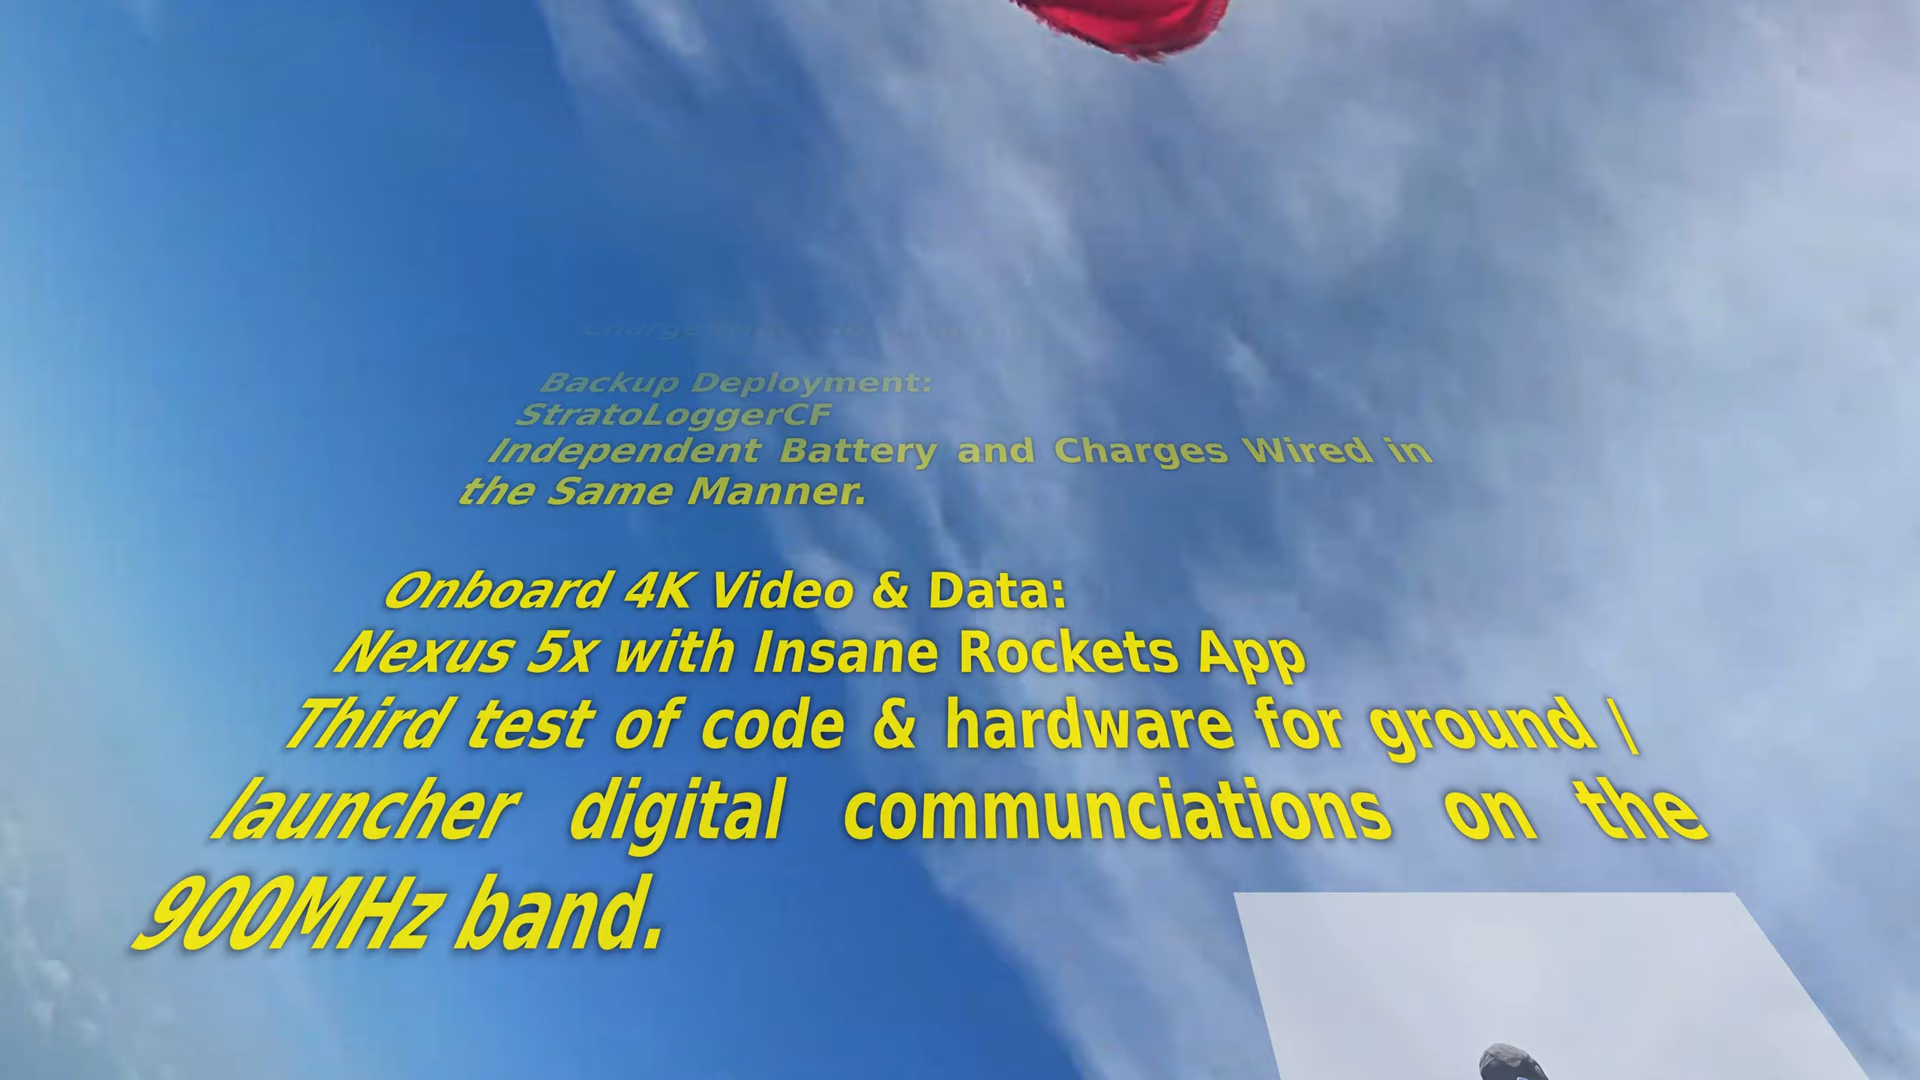 Backup Deployment:
StratoLoggerCF
Independent Battery and Charges Wired in
the Same Manner.
Onboard 4K Video & Data:
Nexus 5x with Insane Rockets App
Third test of code & hardware for ground |
launcher digital communciations on the
900MHz band.